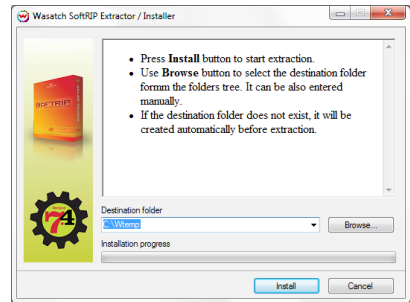 Wasatch SoftRIP Extractor / Installer
• Press Install button to start extraction.
• Use Browse button to select the destination folder
formm the folders tree. It can be also entered
manually.
• If the destination folder does not exist, it will be
created automatically before extraction.
SOFTRIP
Version
74
Destination folder
C:\Wtemp
Browse...
Installation progress
Install
Cancel